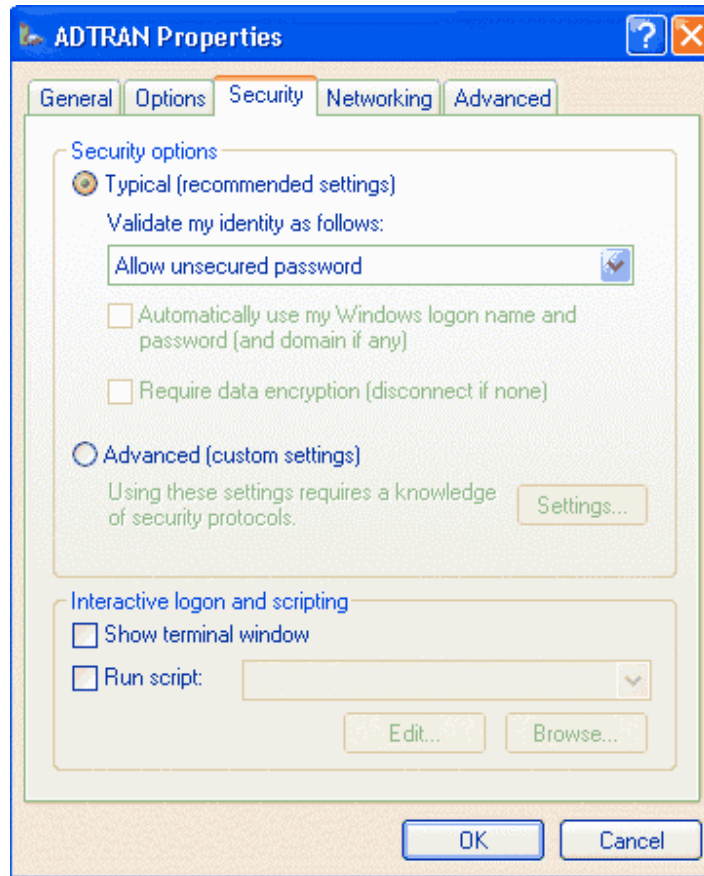 ADTRAN Properties
?
General Options Security Networking Advanced
Security options
Typical (recommended settings)
Validate my identity as follows:
Allow unsecured password
Automatically use my Windows logon name and
password (and domain if any)
Require data encryption (disconnect if none)
Advanced (custom settings)
Using these settings requires a knowledge
of security protocols.
Settings...
Interactive logon and scripting
Show terminal window
Run script:
Edit... Browse...
OK Cancel